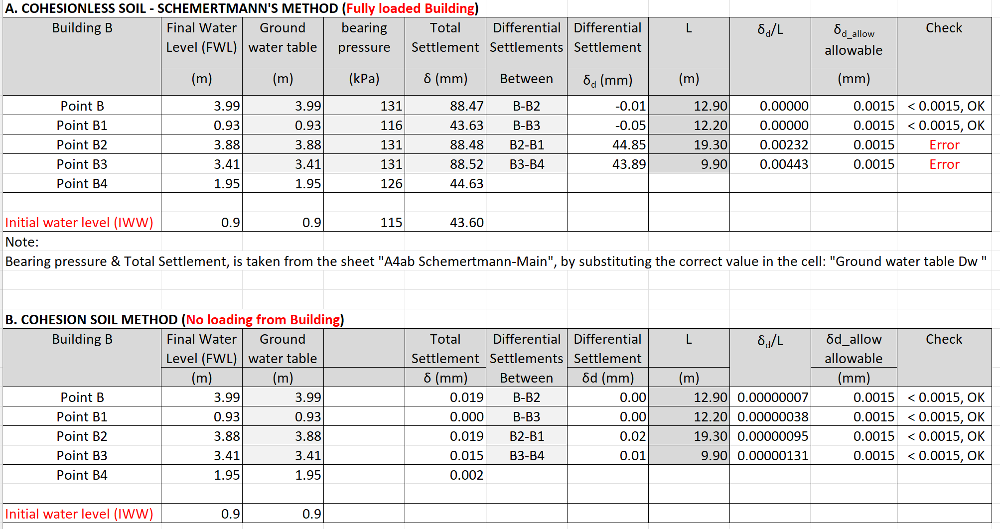 A. COHESIONLESS SOIL - SCHEMERTMANN'S METHOD (Fully loaded Building)
Building B Final Water Ground bearing Total Differential Differential L δd/L δd_allow Check
Level (FWL) water table pressure Settlement Settlements Settlement allowable
(m) (m) (kPa) δ (mm) Between δd (mm) (m) (mm)
Point B 3.99 3.99 131 88.47 B-B2 -0.01 12.90 0.00000 0.0015 < 0.0015, OK
Point B1 0.93 0.93 116 43.63 B-B3 -0.05 12.20 0.00000 0.0015 < 0.0015, OK
Point B2 3.88 3.88 131 88.48 B2-B1 44.85 19.30 0.00232 0.0015 Error
Point B3 3.41 3.41 131 88.52 B3-B4 43.89 9.90 0.00443 0.0015 Error
Point B4 1.95 1.95 126 44.63
Initial water level (IWW) 0.9 0.9 115 43.60
Note:
Bearing pressure & Total Settlement, is taken from the sheet "A4ab Schemertmann-Main", by substituting the correct value in the cell: "Ground water table Dw "
B. COHESION SOIL METHOD (No loading from Building)
Building B Final Water Ground Total Differential Differential L δd/L δd_allow Check
Level (FWL) water table Settlement Settlements Settlement allowable
(m) (m) δ (mm) Between δd (mm) (m) (mm)
Point B 3.99 3.99 0.019 B-B2 0.00 12.90 0.00000007 0.0015 < 0.0015, OK
Point B1 0.93 0.93 0.000 B-B3 0.00 12.20 0.00000038 0.0015 < 0.0015, OK
Point B2 3.88 3.88 0.019 B2-B1 0.02 19.30 0.00000095 0.0015 < 0.0015, OK
Point B3 3.41 3.41 0.015 B3-B4 0.01 9.90 0.00000131 0.0015 < 0.0015, OK
Point B4 1.95 1.95 0.002
Initial water level (IWW) 0.9 0.9